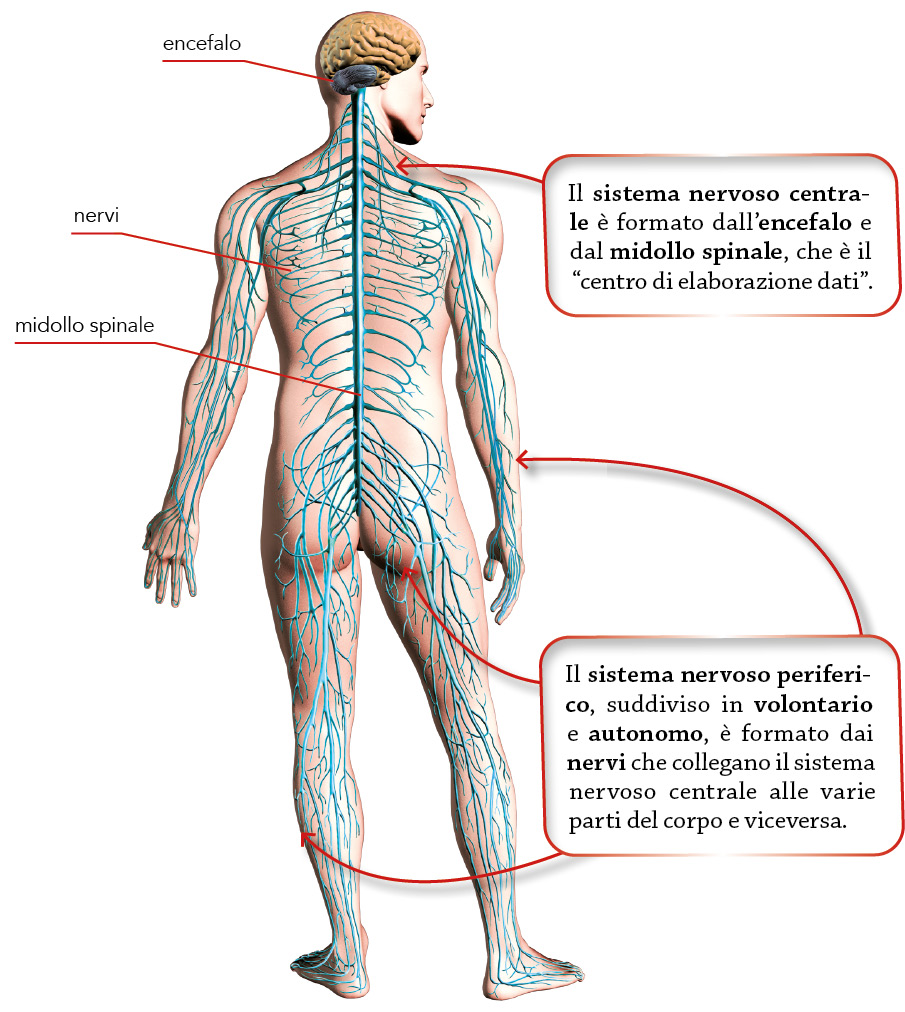 encefalo
nervi
midollo spinale
Il sistema nervoso centra-
le è formato dall'encefalo e
dal midollo spinale, che è il
“centro di elaborazione dati”.
Il sistema nervoso periferi-
co, suddiviso in volontario
e autonomo, è formato dai
nervi che collegano il sistema
nervoso centrale alle varie
parti del corpo e viceversa.